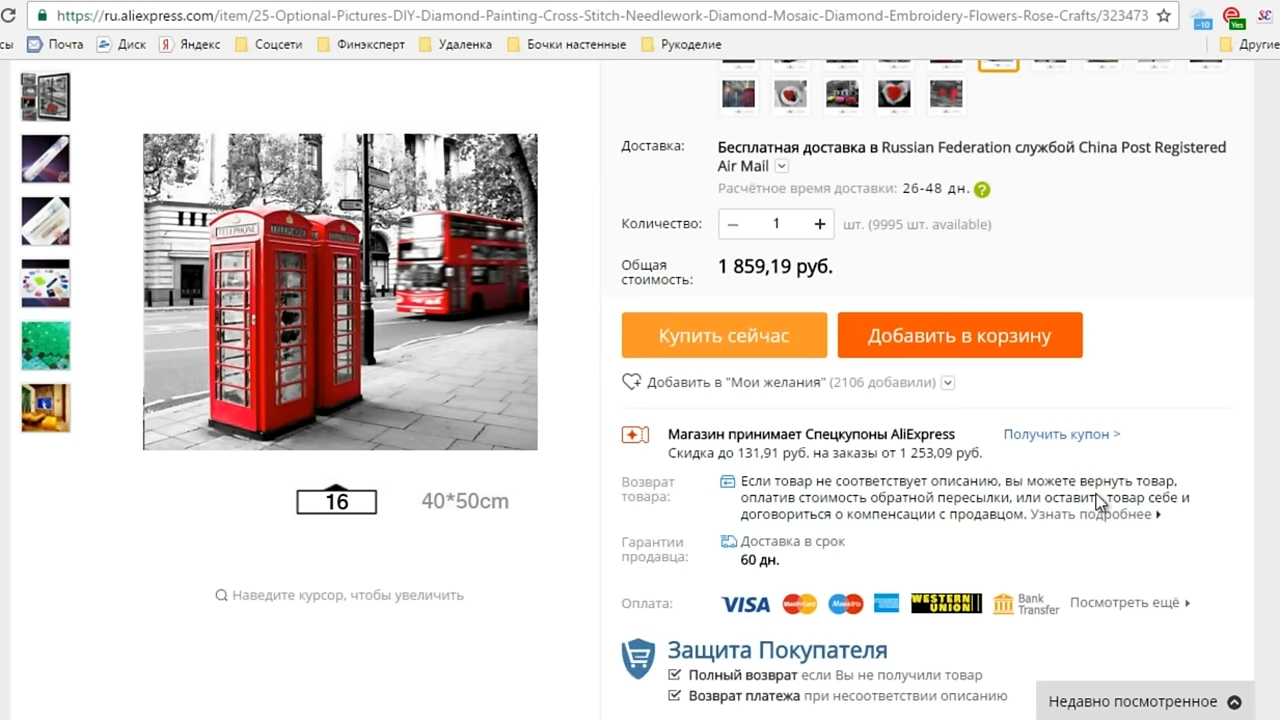 https://ru.aliexpress.com/item/25-Optional-Pictures-DIY-Diamond-Painting-Cross-Stitch-Needlework-Diamond-Mosaic-Diamond-Embroidery-Flowers-Rose-Crafts/323473
-10
Yes
сы Почта Диск Яндекс Соцсети Финэксперт Удаленка Бочки настенные Рукоделие Другие
TELEPHONE
TELEPHONE
16
40*50cm
Наведите курсор, чтобы увеличить
Доставка: Бесплатная доставка в Russian Federation службой China Post Registered
Air Mail
Расчётное время доставки: 26-48 дн. ?
Количество: – 1 + шт. (9995 шт. available)
Общая
стоимость: 1 859,19 руб.
Купить сейчас Добавить в корзину
Добавить в "Мои желания" (2106 добавили)
Магазин принимает Спецкупоны AliExpress Получить купон >
Скидка до 131,91 руб. на заказы от 1 253,09 руб.
Возврат
товара:
Если товар не соответствует описанию, вы можете вернуть товар,
оплатив стоимость обратной пересылки, или оставить товар себе и
договориться о компенсации с продавцом. Узнать подробнее
Гарантии
продавца:
Доставка в срок
60 дн.
Оплата: VISA MasterCard Maestro WESTERN UNION Bank Transfer Посмотреть ещё
Защита Покупателя
Полный возврат если Вы не получили товар
Возврат платежа при несоответствии описанию
Недавно посмотренное